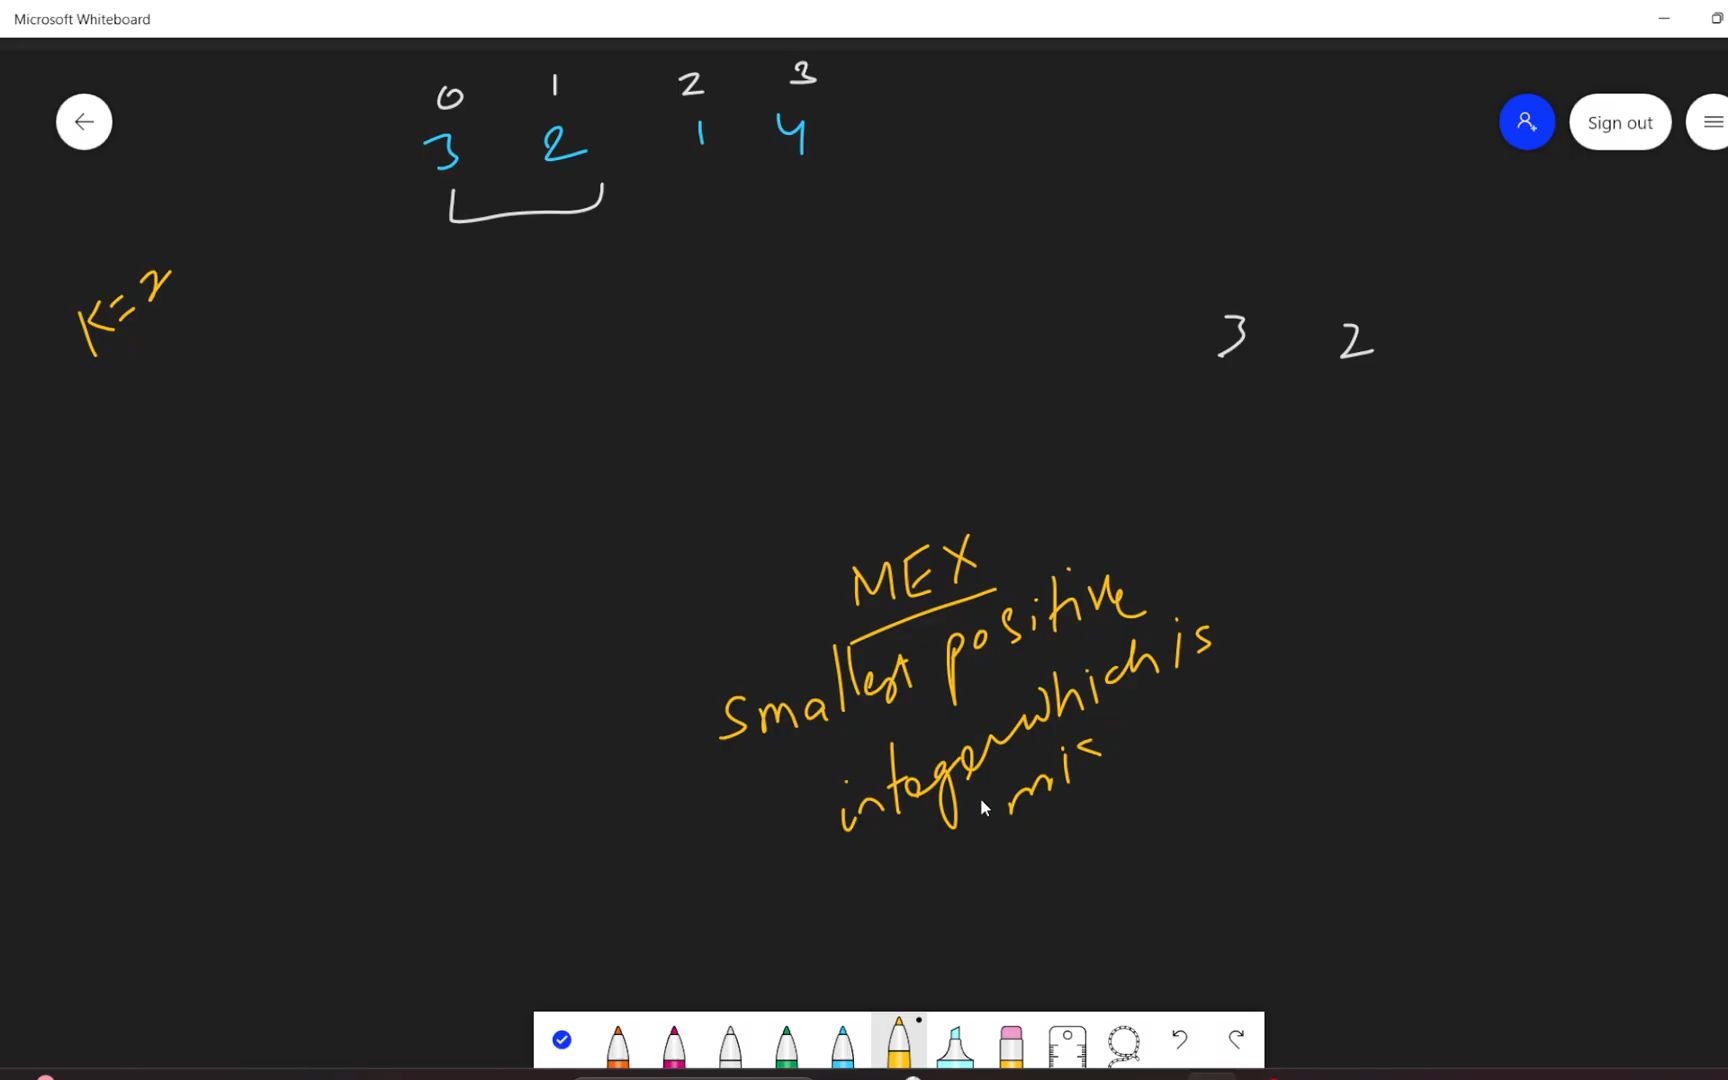 Microsoft Whiteboard
0 1 2 3
3 2 1 4
Sign out
K=2
3 2
MEX
Smallest positive
integer which is
mis